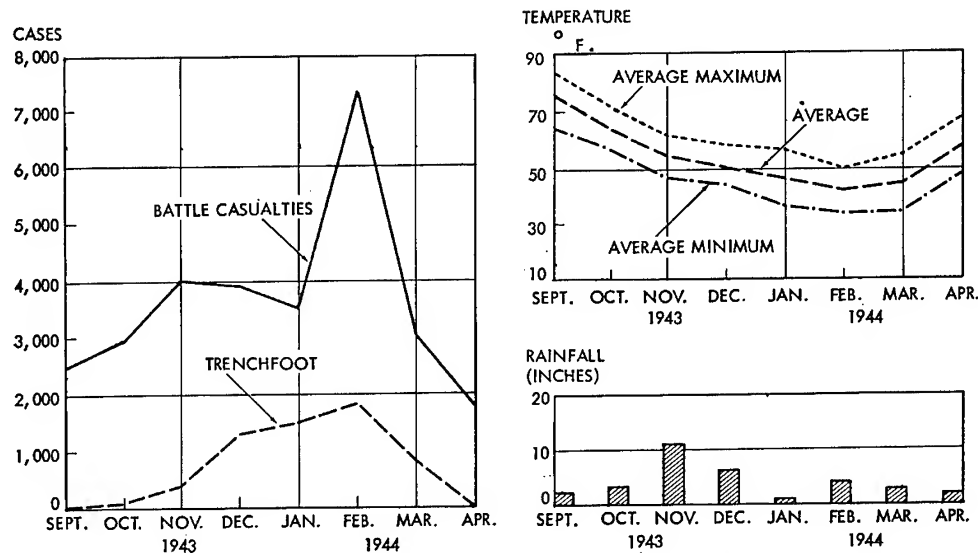 CASES
8,000
7,000
6,000
5,000
4,000
3,000
2,000
1,000
0
BATTLE CASUALTIES
TRENCHFOOT
SEPT. OCT. NOV. DEC. JAN. FEB. MAR. APR.
1943 1944
TEMPERATURE
° F.
90
70
50
30
10
AVERAGE MAXIMUM
AVERAGE
AVERAGE MINIMUM
SEPT. OCT. NOV. DEC. JAN. FEB. MAR. APR.
1943 1944
RAINFALL
(INCHES)
20
10
0
SEPT. OCT. NOV. DEC. JAN. FEB. MAR. APR.
1943 1944